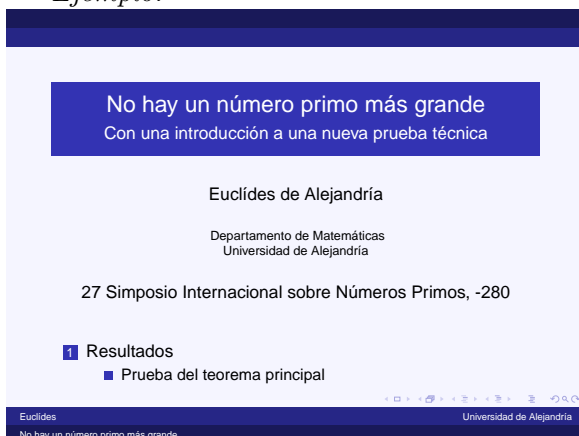 Ejemplo:
No hay un número primo más grande
Con una introducción a una nueva prueba técnica
Euclídes de Alejandría
Departamento de Matemáticas
Universidad de Alejandría
27 Simposio Internacional sobre Números Primos, -280
1 Resultados
Prueba del teorema principal
Euclides
Universidad de Alejandría
No hay un número primo más grande